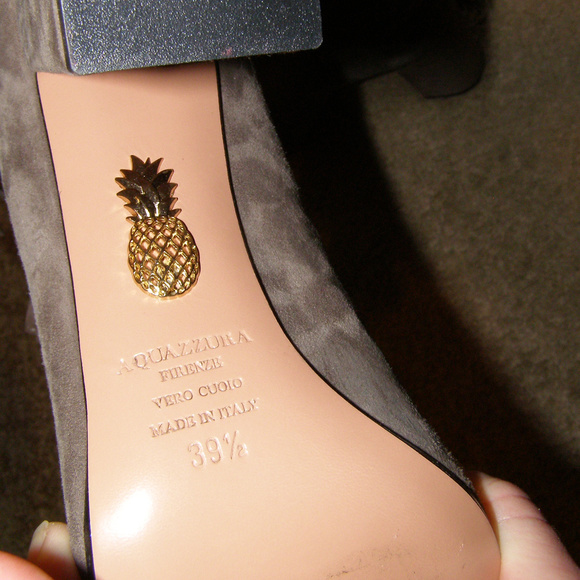 AQUAZZURA
FIRENZE
VERO CUOIO
MADE IN ITALY
39½